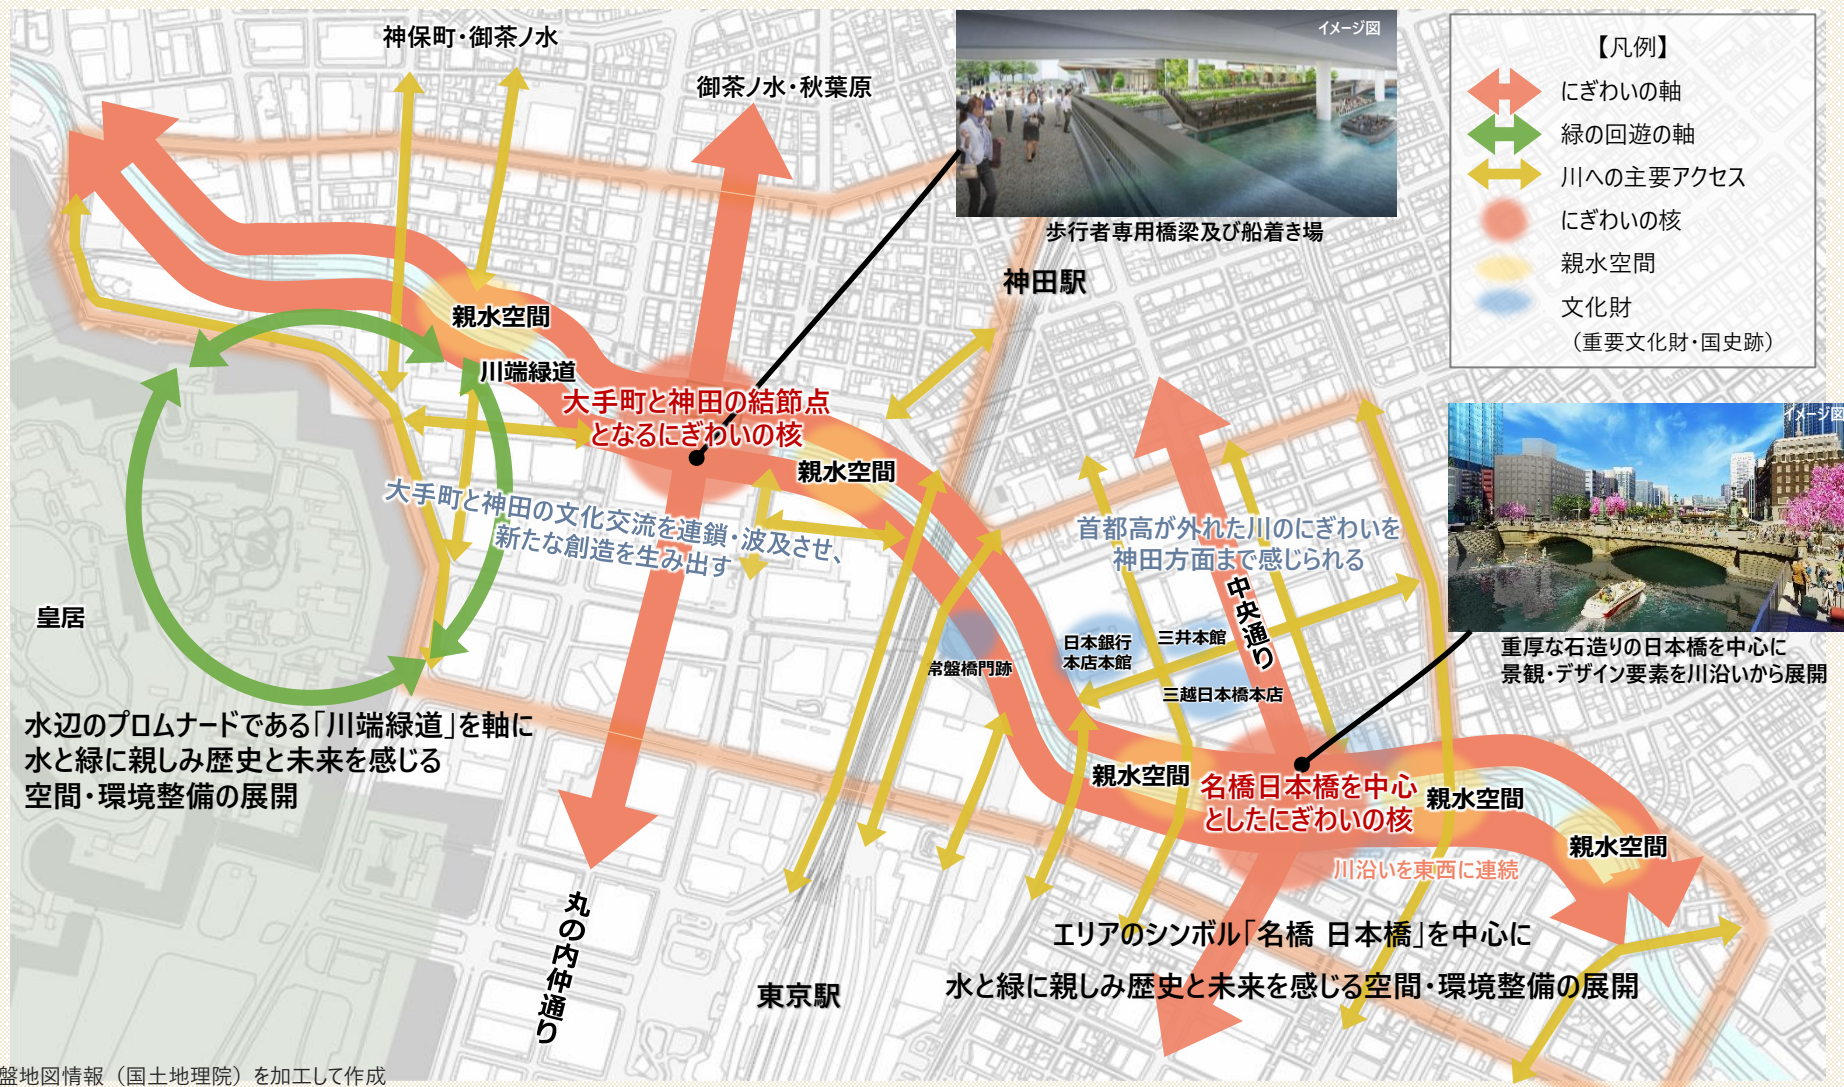 神保町・御茶ノ水
御茶ノ水・秋葉原
イメージ図
歩行者専用橋梁及び船着き場
【凡例】
にぎわいの軸
緑の回遊の軸
川への主要アクセス
にぎわいの核
親水空間
文化財
（重要文化財・国史跡）
神田駅
親水空間
川端緑道
大手町と神田の結節点
となるにぎわいの核
親水空間
大手町と神田の文化交流を連鎖・波及させ、
新たな創造を生み出す
首都高が外れた川のにぎわいを
神田方面まで感じられる
中央通り
イメージ図
重厚な石造りの日本橋を中心に
景観・デザイン要素を川沿いから展開
皇居
常盤橋門跡
日本銀行
本店本館
三井本館
三越日本橋本店
水辺のプロムナードである「川端緑道」を軸に
水と緑に親しみ歴史と未来を感じる
空間・環境整備の展開
親水空間
名橋日本橋を中心
としたにぎわいの核
親水空間
親水空間
川沿いを東西に連続
丸の内仲通り
東京駅
エリアのシンボル「名橋 日本橋」を中心に
水と緑に親しみ歴史と未来を感じる空間・環境整備の展開
盤地図情報（国土地理院）を加工して作成